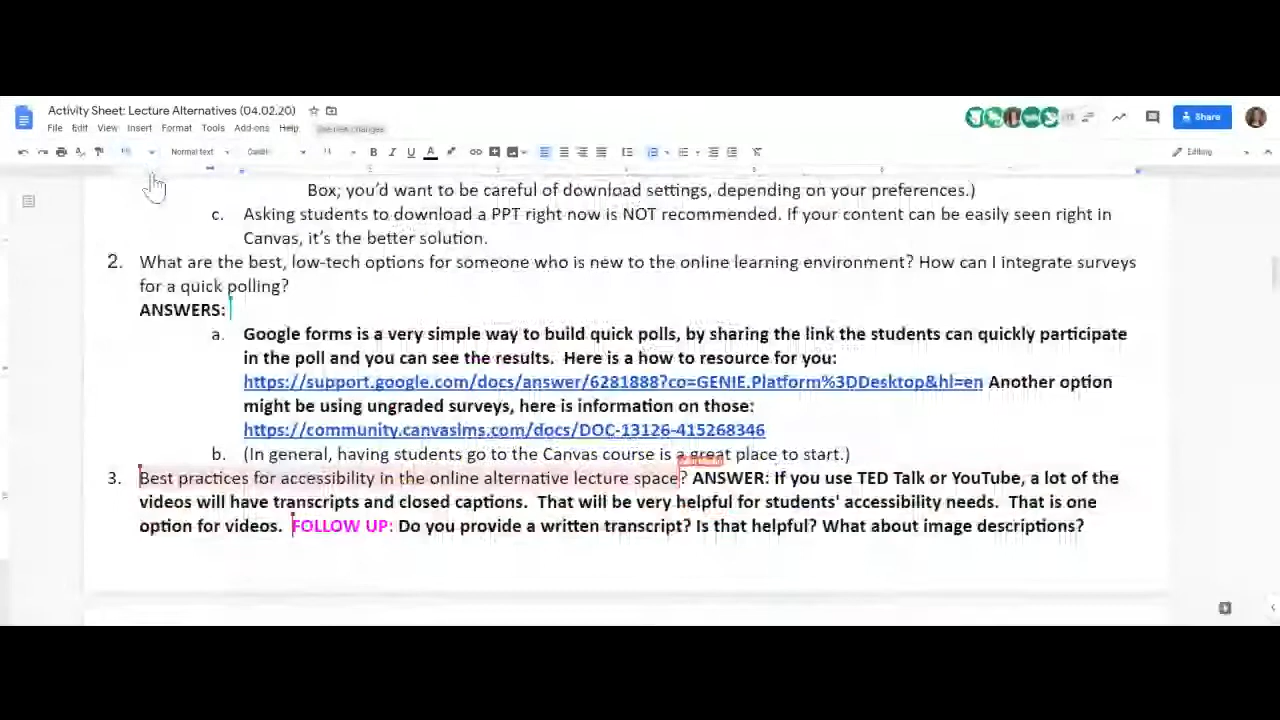 Activity Sheet: Lecture Alternatives (04.02.20)
File Edit View Insert Format Tools Add-ons Help See new changes
Share
Normal text 11 B I U A Editing
Box; you’d want to be careful of download settings, depending on your preferences.)
c. Asking students to download a PPT right now is NOT recommended. If your content can be easily seen right in
Canvas, it’s the better solution.
2. What are the best, low-tech options for someone who is new to the online learning environment? How can I integrate surveys
for a quick polling?
ANSWERS:
a. Google forms is a very simple way to build quick polls, by sharing the link the students can quickly participate
in the poll and you can see the results. Here is a how to resource for you:
https://support.google.com/docs/answer/6281888?co=GENIE.Platform%3DDesktop&hl=en Another option
might be using ungraded surveys, here is information on those:
https://community.canvaslms.com/docs/DOC-13126-415268346
b. (In general, having students go to the Canvas course is a great place to start.)
3. Best practices for accessibility in the online alternative lecture space? ANSWER: If you use TED Talk or YouTube, a lot of the
videos will have transcripts and closed captions. That will be very helpful for students' accessibility needs. That is one
option for videos. FOLLOW UP: Do you provide a written transcript? Is that helpful? What about image descriptions?